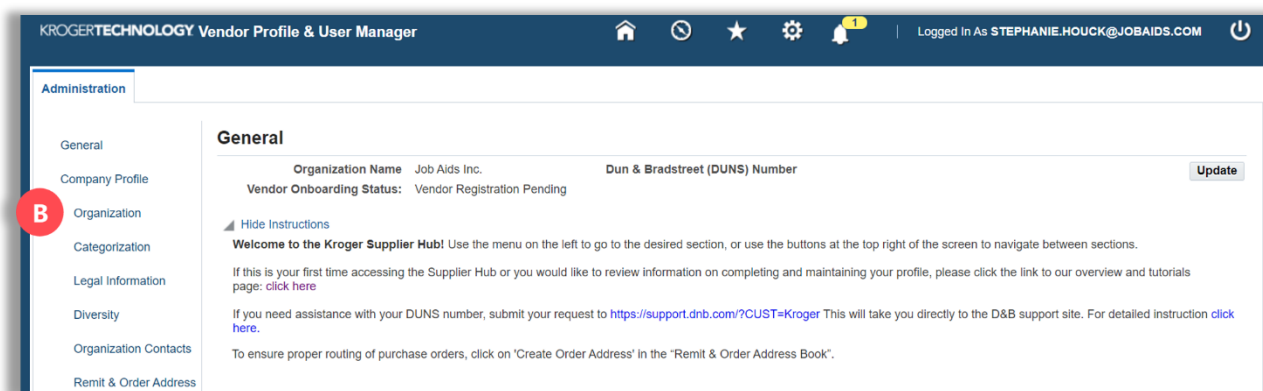 KROGERTECHNOLOGY Vendor Profile & User Manager
1
Logged In As STEPHANIE.HOUCK@JOBAIDS.COM
Administration
General
Company Profile
B
Organization
Categorization
Legal Information
Diversity
Organization Contacts
Remit & Order Address
General
Organization Name Job Aids Inc. Dun & Bradstreet (DUNS) Number
Update
Vendor Onboarding Status: Vendor Registration Pending
Hide Instructions
Welcome to the Kroger Supplier Hub! Use the menu on the left to go to the desired section, or use the buttons at the top right of the screen to navigate between sections.
If this is your first time accessing the Supplier Hub or you would like to review information on completing and maintaining your profile, please click the link to our overview and tutorials
page: click here
If you need assistance with your DUNS number, submit your request to https://support.dnb.com/?CUST=Kroger This will take you directly to the D&B support site. For detailed instruction click
here.
To ensure proper routing of purchase orders, click on 'Create Order Address' in the "Remit & Order Address Book".